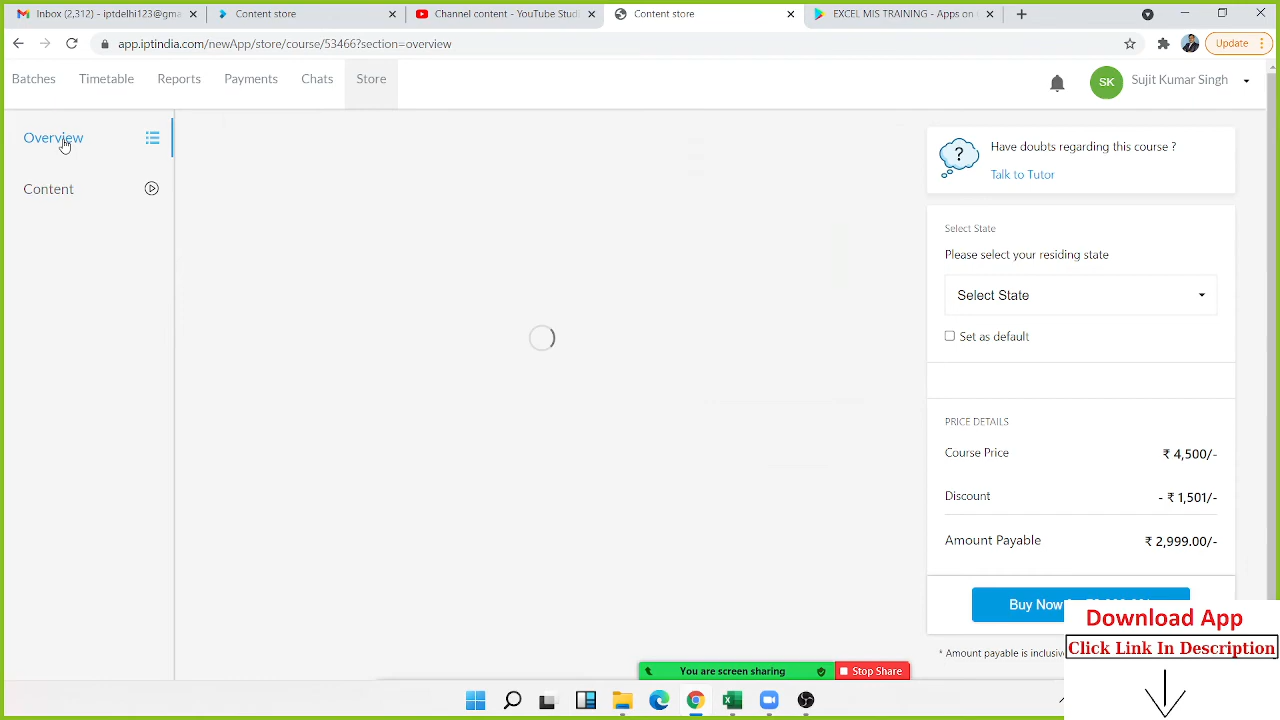 Inbox (2,312) - iptdelhi123@gma
Content store
Channel content - YouTube Studi
Content store
EXCEL MIS TRAINING - Apps on
app.iptindia.com/newApp/store/course/53466?section=overview
Update
Batches
Timetable
Reports
Payments
Chats
Store
SK
Sujit Kumar Singh
Overview
Content
?
Have doubts regarding this course ?
Talk to Tutor
Select State
Please select your residing state
Select State
Set as default
PRICE DETAILS
Course Price
₹ 4,500/-
Discount
- ₹ 1,501/-
Amount Payable
₹ 2,999.00/-
Buy Now
* Amount payable is inclusive
Download App
Click Link In Description
You are screen sharing
Stop Share